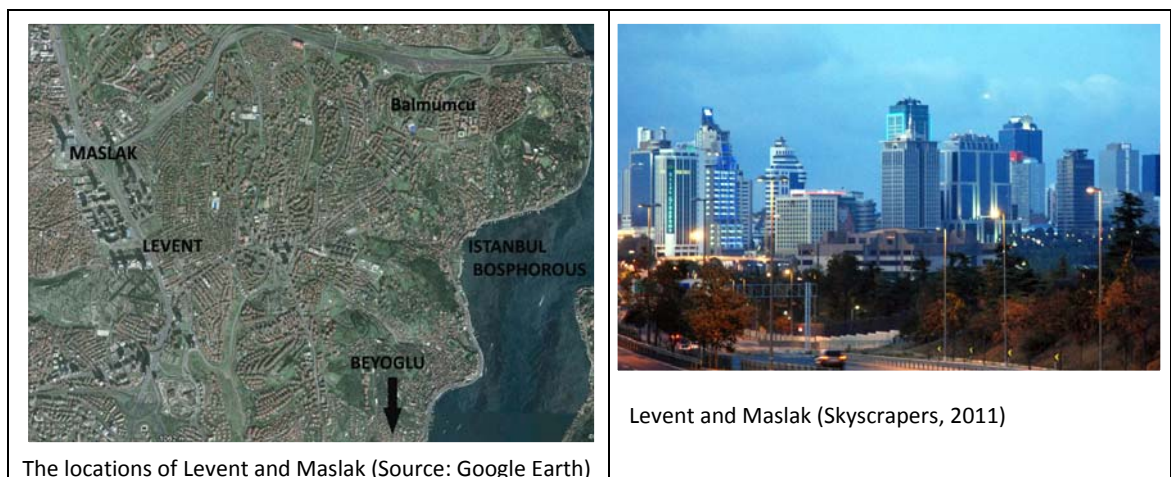 Balmumcu
MASLAK
LEVENT
ISTANBUL
BOSPHOROUS
BEYOGLU
The locations of Levent and Maslak (Source: Google Earth)
Levent and Maslak (Skyscrapers, 2011)